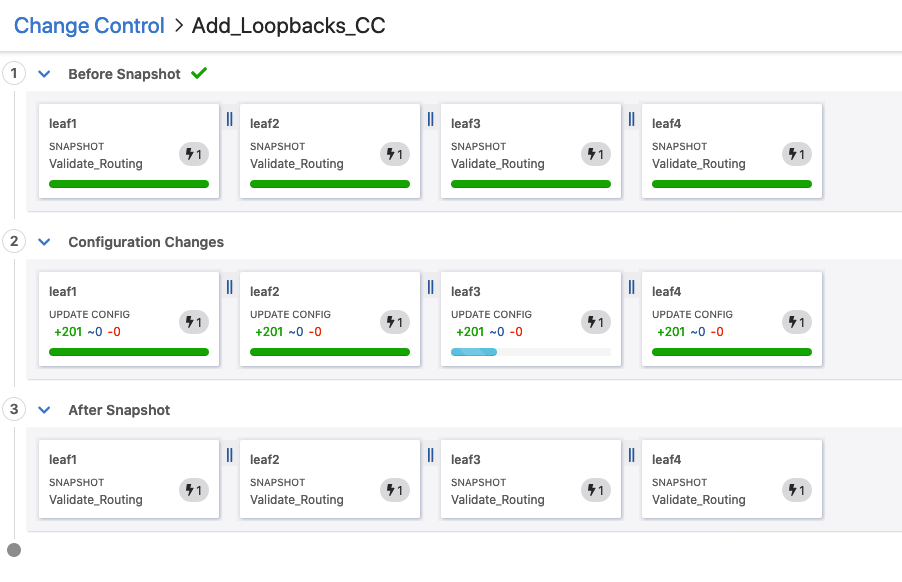 Change Control > Add_Loopbacks_CC
1 Before Snapshot
leaf1
SNAPSHOT
Validate_Routing
1
leaf2
SNAPSHOT
Validate_Routing
1
leaf3
SNAPSHOT
Validate_Routing
1
leaf4
SNAPSHOT
Validate_Routing
1
2 Configuration Changes
leaf1
UPDATE CONFIG
+201 ~0 -0
1
leaf2
UPDATE CONFIG
+201 ~0 -0
1
leaf3
UPDATE CONFIG
+201 ~0 -0
1
leaf4
UPDATE CONFIG
+201 ~0 -0
1
3 After Snapshot
leaf1
SNAPSHOT
Validate_Routing
1
leaf2
SNAPSHOT
Validate_Routing
1
leaf3
SNAPSHOT
Validate_Routing
1
leaf4
SNAPSHOT
Validate_Routing
1